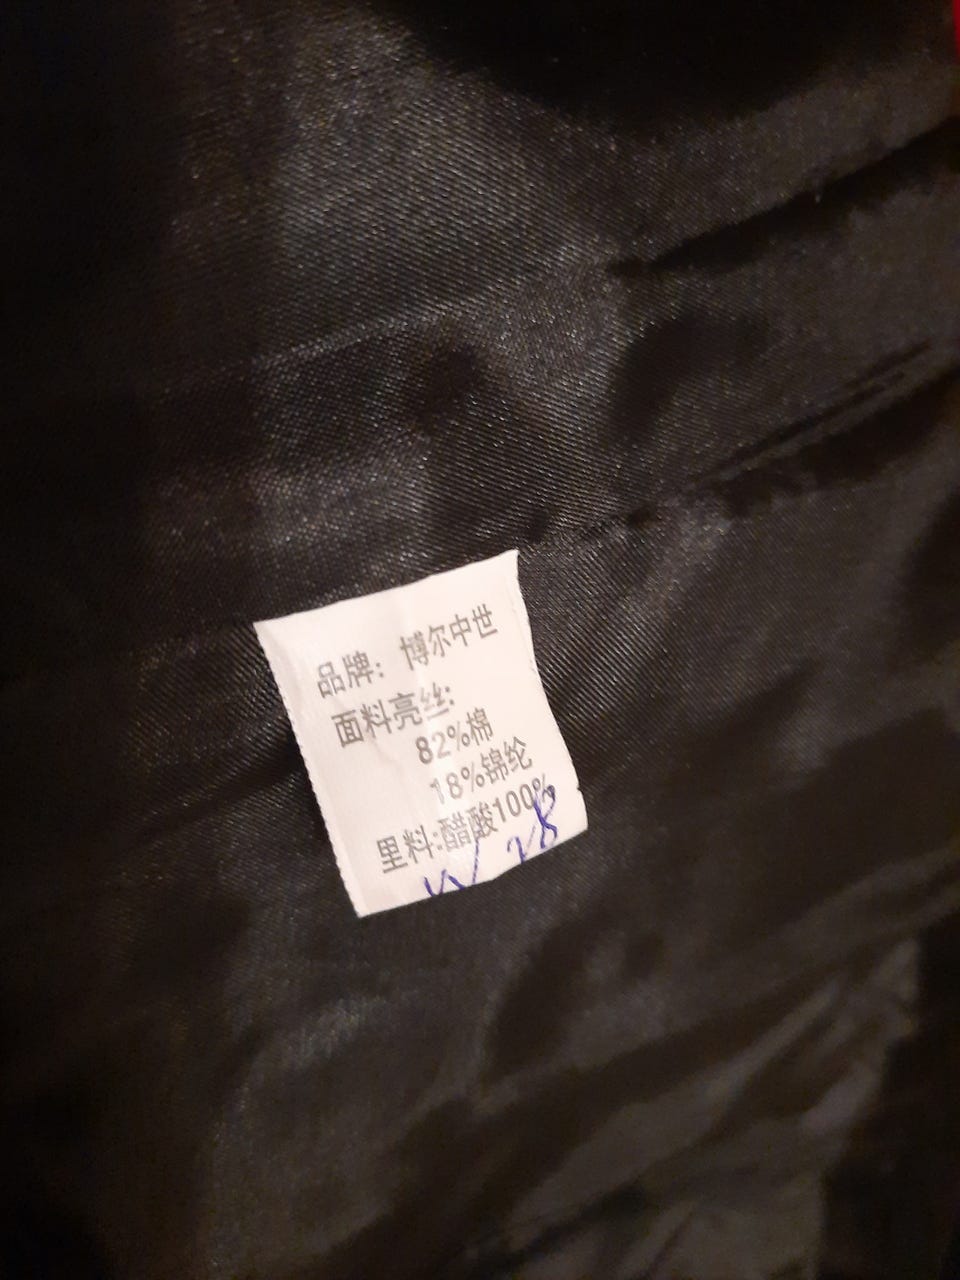 品牌：博尔中世
面料亮丝:
82%棉
18%锦纶
里料:醋酸100%